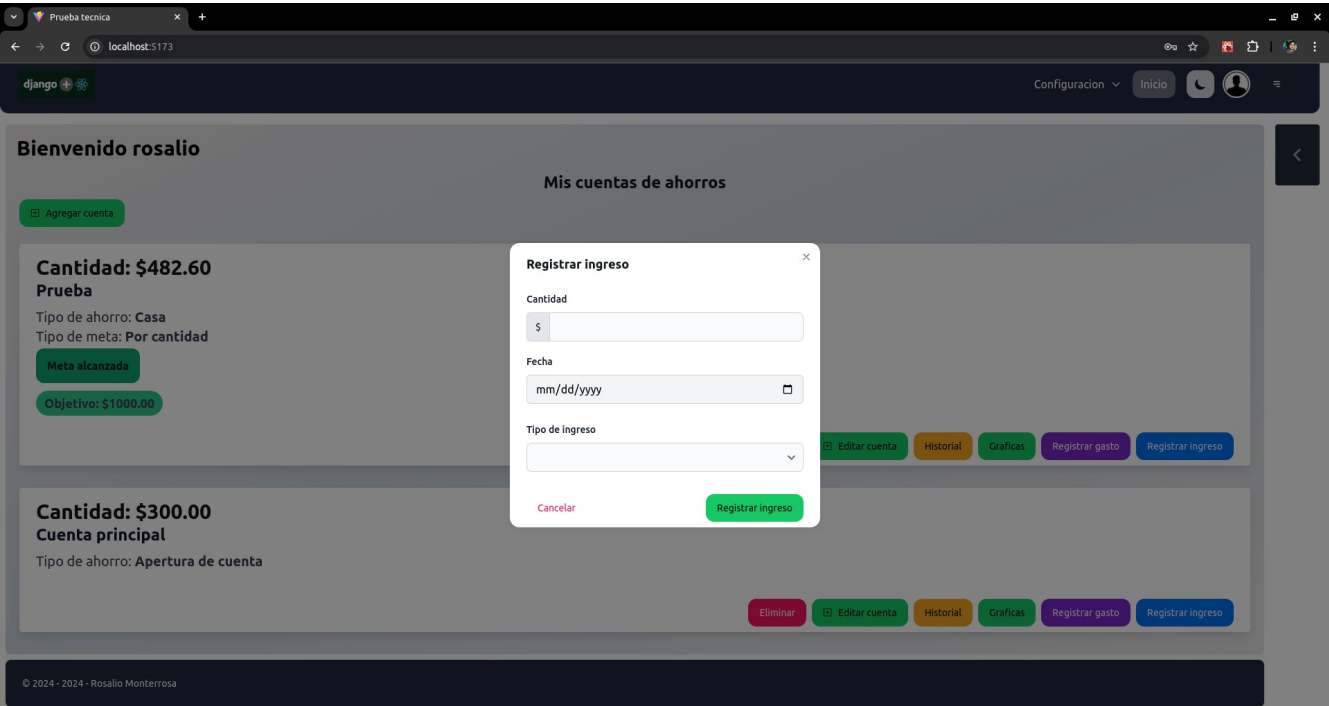 Prueba tecnica
localhost:5173
django
Configuracion
Inicio
Bienvenido rosalio
Mis cuentas de ahorros
Agregar cuenta
Cantidad: $482.60
Prueba
Tipo de ahorro: Casa
Tipo de meta: Por cantidad
Meta alcanzada
Objetivo: $1000.00
Editar cuenta
Historial
Graficas
Registrar gasto
Registrar ingreso
Registrar ingreso
Cantidad
$
Fecha
mm/dd/yyyy
Tipo de ingreso
Cancelar
Registrar ingreso
Cantidad: $300.00
Cuenta principal
Tipo de ahorro: Apertura de cuenta
Eliminar
Editar cuenta
Historial
Graficas
Registrar gasto
Registrar ingreso
© 2024 - 2024 - Rosalio Monterrosa